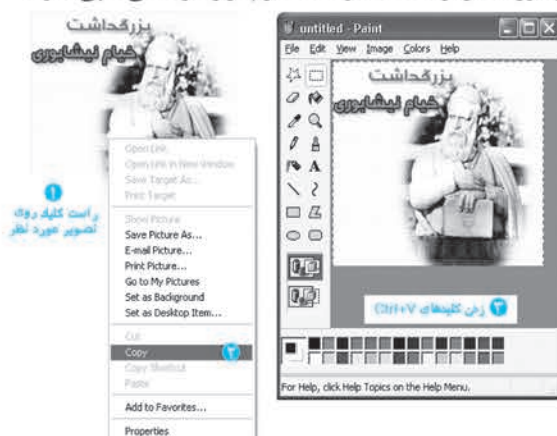 بزرگداشت
خیام نیشابوری
Open Link
Open Link in New Window
Save Target As...
Print Target
Show Picture
Save Picture As...
E-mail Picture...
Print Picture...
Go to My Pictures
Set as Background
Set as Desktop Item...
Cut
Copy
۲
Copy Shortcut
Paste
Add to Favorites...
Properties
۱
راست کلیک روی
تصویر مورد نظر
untitled - Paint
File Edit View Image Colors Help
A
بزرگداشت
خیام نیشابوری
۳ زدن کلیدهای Ctrl+V
For Help, click Help Topics on the Help Menu.